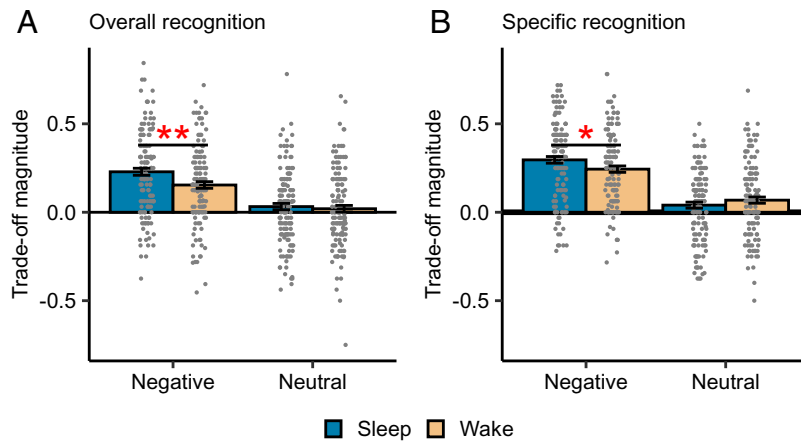 A Overall recognition
Trade-off magnitude
0.5
0.0
-0.5
**
Negative Neutral
B Specific recognition
Trade-off magnitude
0.5
0.0
-0.5
*
Negative Neutral
Sleep Wake